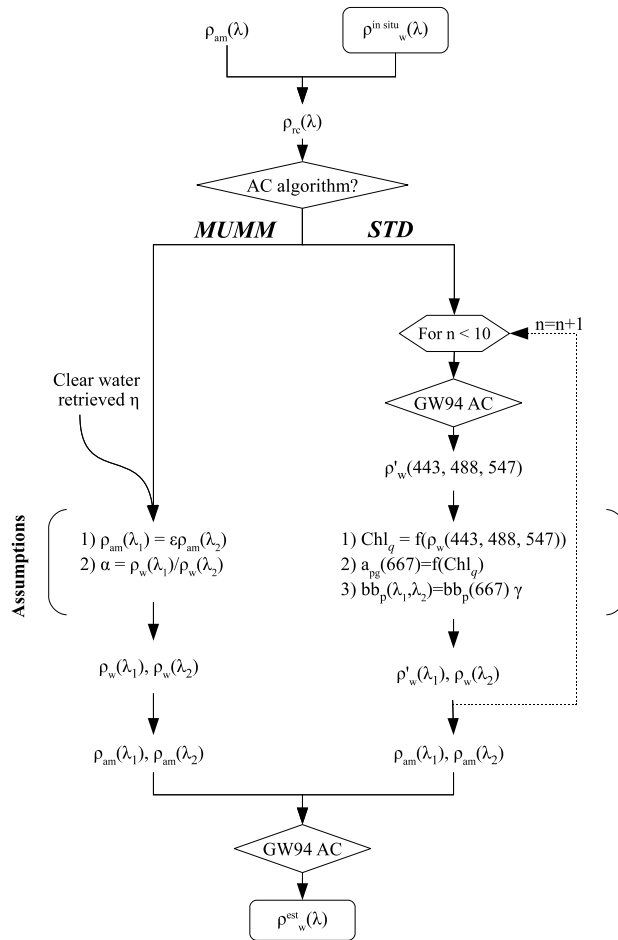 ρam(λ)
ρin situw(λ)
ρrc(λ)
AC algorithm?
MUMM
STD
For n < 10
n=n+1
Clear water
retrieved η
GW94 AC
ρ'w(443, 488, 547)
Assumptions
1) ρam(λ1) = ερam(λ2)
2) α = ρw(λ1)/ρw(λ2)
1) Chlq = f(ρw(443, 488, 547))
2) apg(667)=f(Chlq)
3) bbp(λ1,λ2)=bbp(667) γ
ρw(λ1), ρw(λ2)
ρ'w(λ1), ρw(λ2)
ρam(λ1), ρam(λ2)
ρam(λ1), ρam(λ2)
GW94 AC
ρestw(λ)